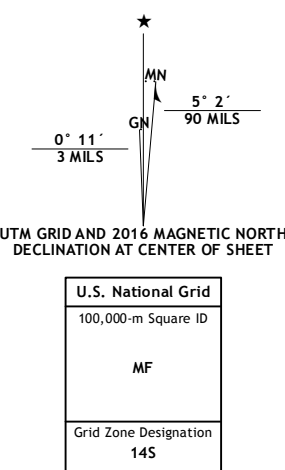 ★
MN
5° 2´
90 MILS
GN
0° 11´
3 MILS
UTM GRID AND 2016 MAGNETIC NORTH
DECLINATION AT CENTER OF SHEET
U.S. National Grid
100,000-m Square ID
MF
Grid Zone Designation
14S